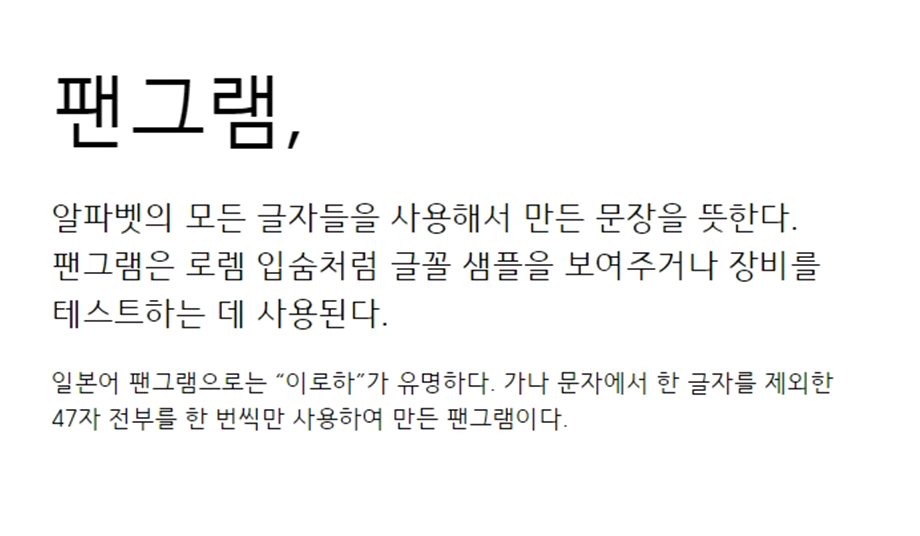 팬그램,
알파벳의 모든 글자들을 사용해서 만든 문장을 뜻한다.
팬그램은 로렘 입숨처럼 글꼴 샘플을 보여주거나 장비를
테스트하는 데 사용된다.
일본어 팬그램으로는 “이로하”가 유명하다. 가나 문자에서 한 글자를 제외한
47자 전부를 한 번씩만 사용하여 만든 팬그램이다.